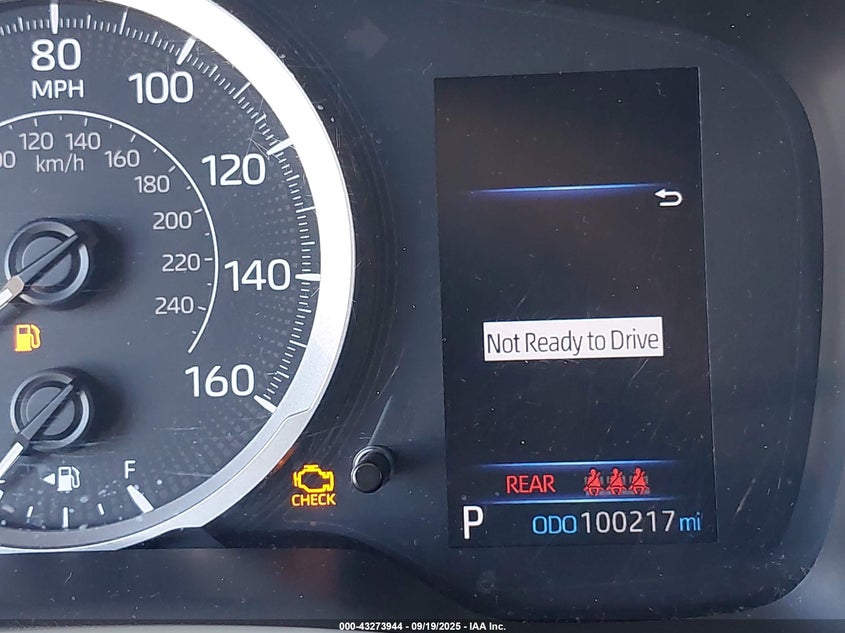 80
MPH
100
120
140
160
120
140
160
180
200
220
240
km/h
F
CHECK
Not Ready to Drive
REAR
P
ODO 100217 mi
000-43273944 - 09/19/2025 - IAA Inc.